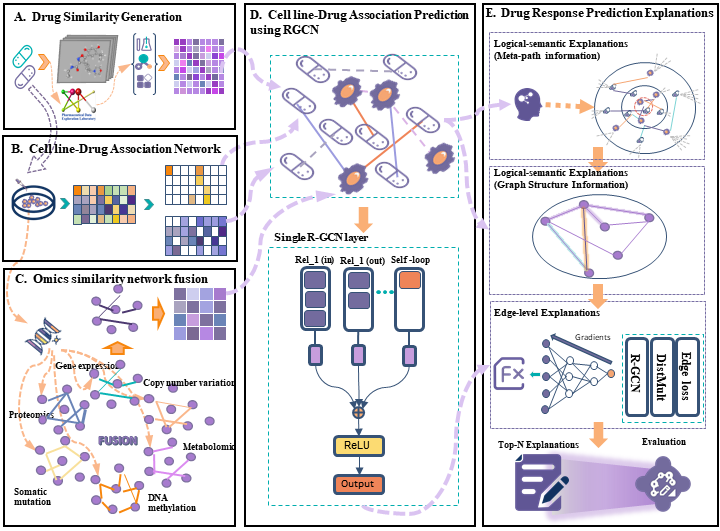 A. Drug Similarity Generation
Pharmaceutical Data
Exploration Laboratory
B. Cell line-Drug Association Network
C. Omics similarity network fusion
Gene expression
Copy number variation
Proteomics
FUSION
Metabolomic
Somatic
mutation
DNA
methylation
D. Cell line-Drug Association Prediction
using RGCN
Single R-GCN layer
Rel_1 (in)
Rel_1 (out)
Self-loop
ReLU
Output
E. Drug Response Prediction Explanations
Logical-semantic Explanations
(Meta-path information)
Logical-semantic Explanations
(Graph Structure Information)
Edge-level Explanations
Gradients
Fx
R-GCN
DistMult
Edge loss
Top-N Explanations
Evaluation